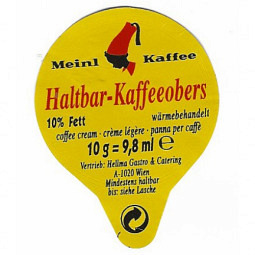 Meinl Kaffee
Haltbar-Kaffeeobers
10% Fett wärmebehandelt
coffee cream - crème légère - panna per caffè
10 g = 9,8 ml ℮
Vertrieb: Hellma Gastro & Catering
A-1020 Wien
Mindestens haltbar
bis: siehe Lasche